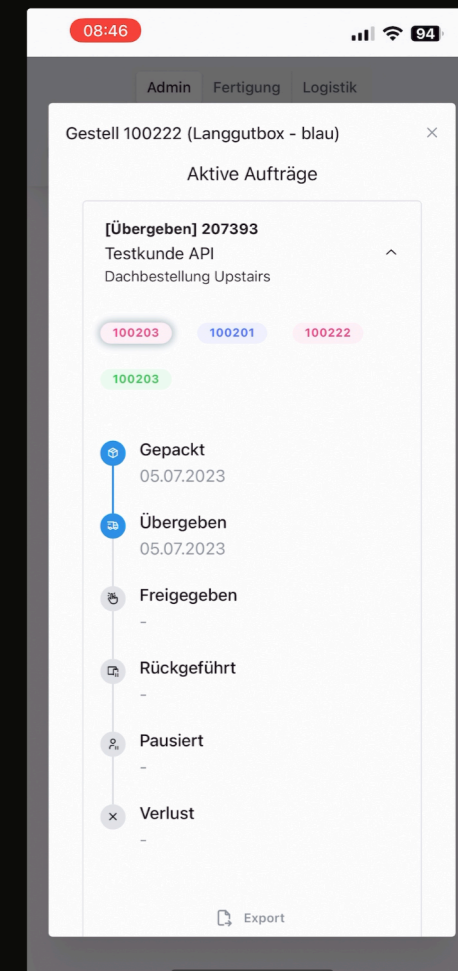 08:46
94
Admin Fertigung Logistik
Gestell 100222 (Langgutbox - blau)
Aktive Aufträge
[Übergeben] 207393
Testkunde API
Dachbestellung Upstairs
100203 100201 100222
100203
Gepackt
05.07.2023
Übergeben
05.07.2023
Freigegeben
-
Rückgeführt
-
Pausiert
-
Verlust
-
Export